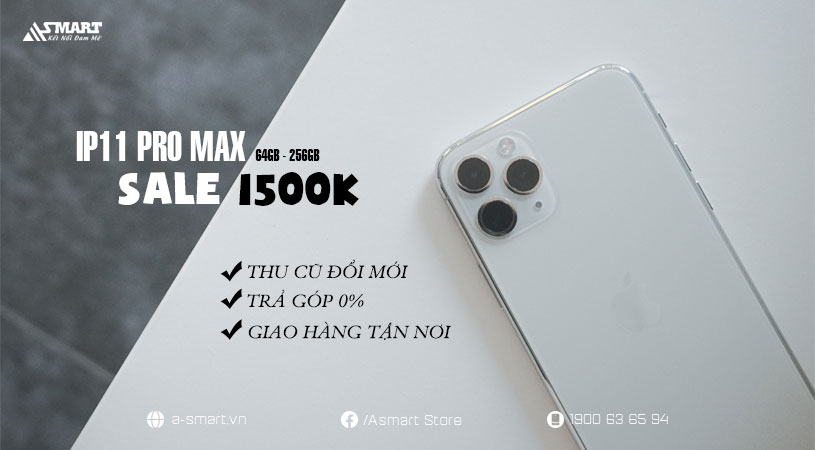 ASMART
Kết Nối Đam Mê
IP11 PRO MAX 64GB - 256GB
SALE 1500K
THU CŨ ĐỔI MỚI
TRẢ GÓP 0%
GIAO HÀNG TẬN NƠI
a-smart.vn /Asmart Store 1900 63 65 94